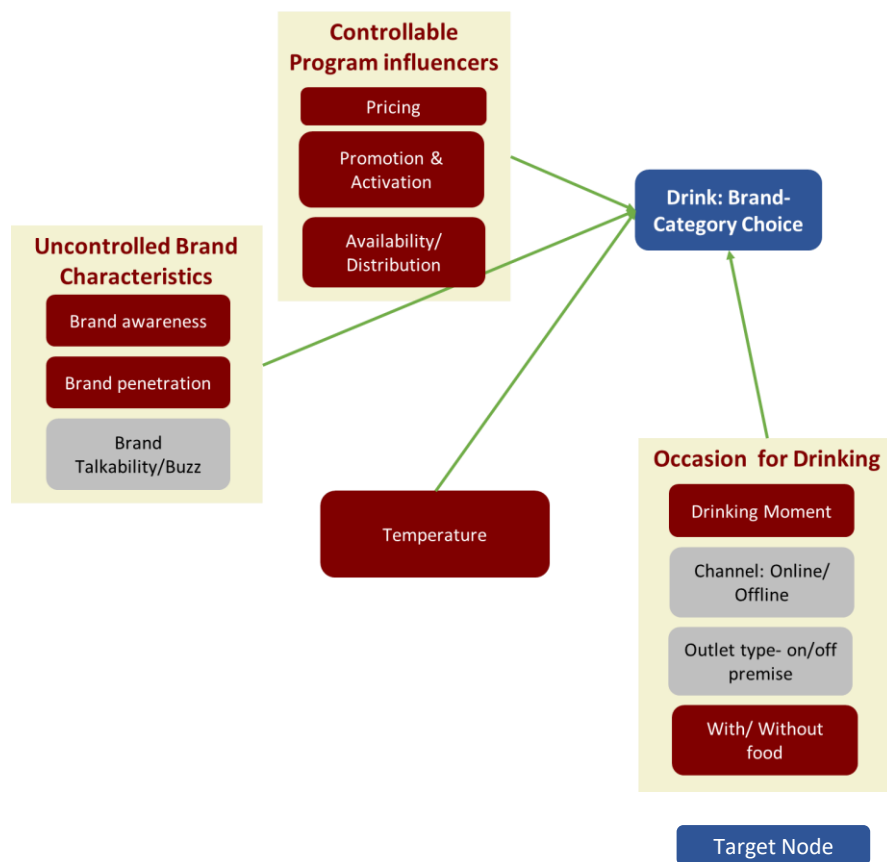 Controllable
Program influencers
Pricing
Promotion &
Activation
Availability/
Distribution
Drink: Brand-
Category Choice
Uncontrolled Brand
Characteristics
Brand awareness
Brand penetration
Brand
Talkability/Buzz
Temperature
Occasion for Drinking
Drinking Moment
Channel: Online/
Offline
Outlet type- on/off
premise
With/ Without
food
Target Node